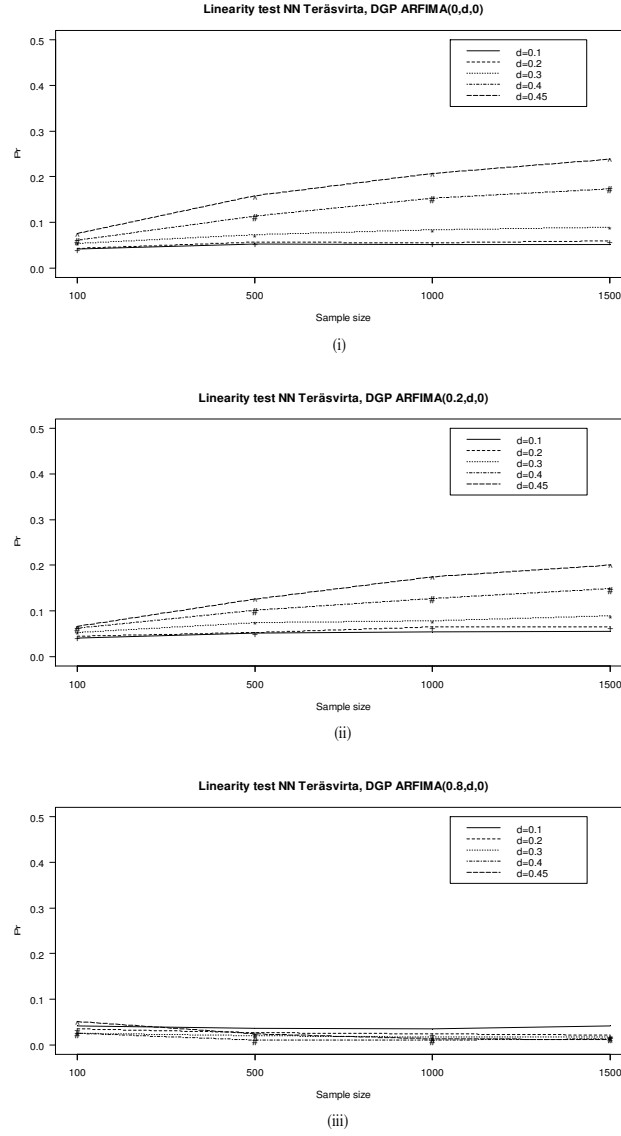 Linearity test NN Teräsvirta, DGP ARFIMA(0,d,0)
0.5
0.4
0.3
0.2
0.1
0.0
Pr
d=0.1
d=0.2
d=0.3
d=0.4
d=0.45
100 500 1000 1500
Sample size
(i)
Linearity test NN Teräsvirta, DGP ARFIMA(0.2,d,0)
0.5
0.4
0.3
0.2
0.1
0.0
Pr
d=0.1
d=0.2
d=0.3
d=0.4
d=0.45
100 500 1000 1500
Sample size
(ii)
Linearity test NN Teräsvirta, DGP ARFIMA(0.8,d,0)
0.5
0.4
0.3
0.2
0.1
0.0
Pr
d=0.1
d=0.2
d=0.3
d=0.4
d=0.45
100 500 1000 1500
Sample size
(iii)